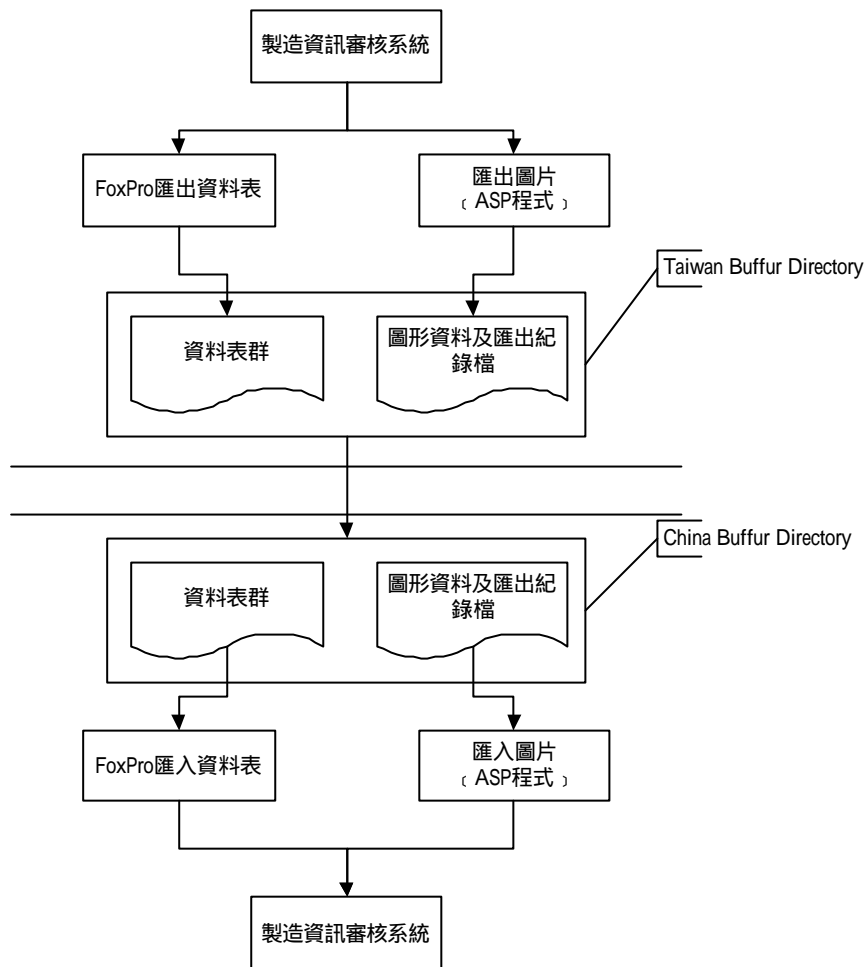 製造資訊審核系統
FoxPro匯出資料表
匯出圖片
﹝ASP程式﹞
Taiwan Buffur Directory
資料表群
圖形資料及匯出紀
錄檔
China Buffur Directory
資料表群
圖形資料及匯出紀
錄檔
FoxPro匯入資料表
匯入圖片
﹝ASP程式﹞
製造資訊審核系統